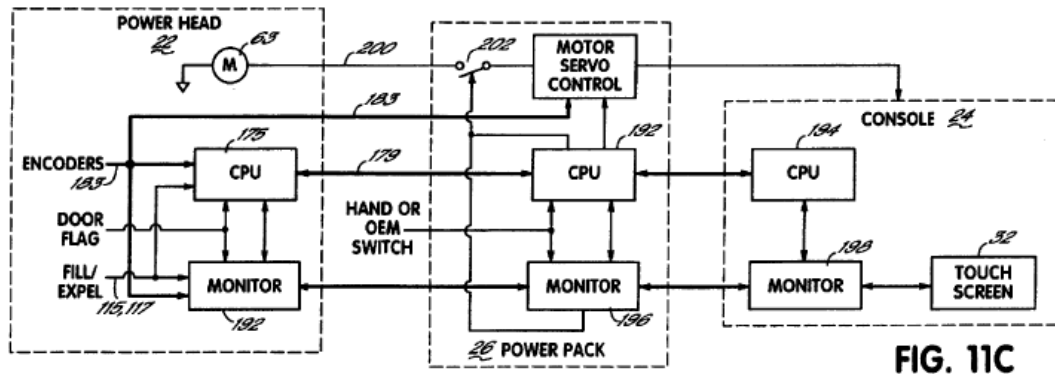 POWER HEAD
22
63
M
200
202
MOTOR
SERVO
CONTROL
183
CONSOLE 24
175
192
194
ENCODERS
183
CPU
179
CPU
CPU
DOOR
FLAG
HAND OR
OEM
SWITCH
198
32
FILL/
EXPEL
MONITOR
MONITOR
MONITOR
TOUCH
SCREEN
115, 117
192
196
26 POWER PACK
FIG. 11C